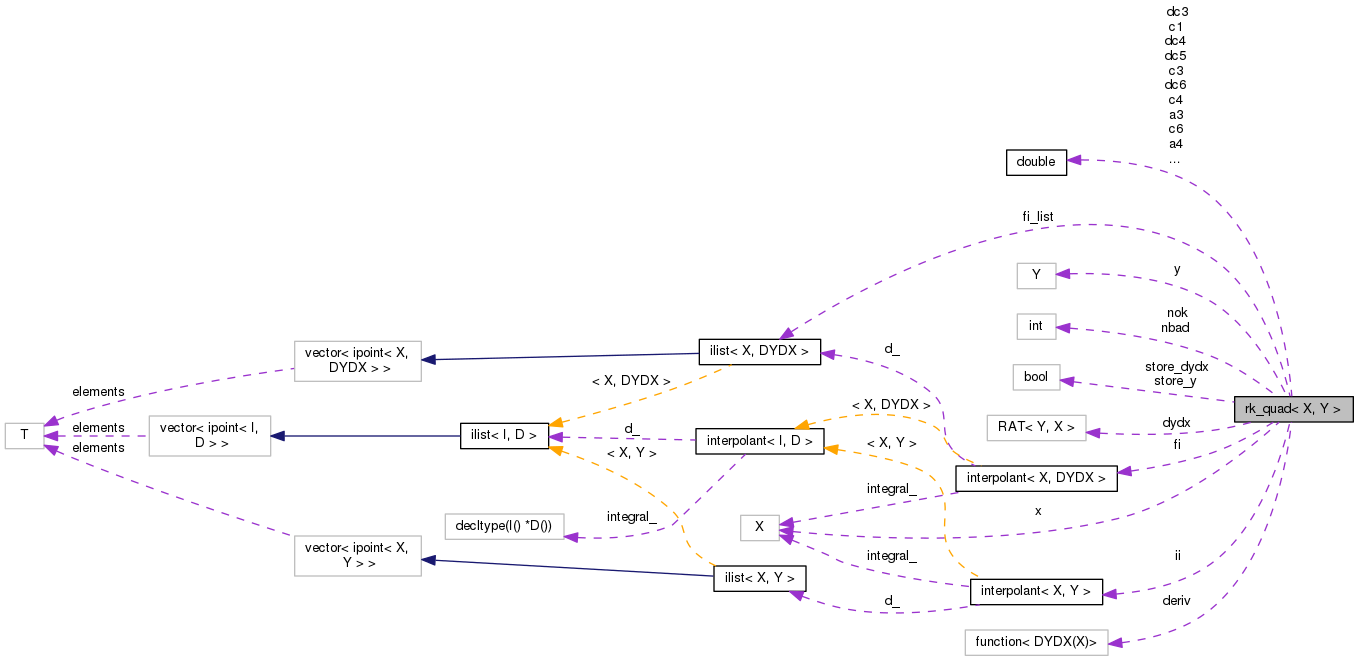 dc3
c1
dc4
dc5
c3
dc6
c4
a3
c6
a4
...
double
fi_list
Y
y
int
nok
nbad
bool
store_dydx
store_y
rk_quad< X, Y >
RAT< Y, X >
dydx
fi
vector< ipoint< X,
DYDX > >
ilist< X, DYDX >
d_
< X, DYDX >
elements
T
elements
elements
vector< ipoint< I,
D > >
ilist< I, D >
d_
< X, Y >
interpolant< I, D >
< X, DYDX >
< X, Y >
interpolant< X, DYDX >
integral_
x
X
decltype(I() *D())
integral_
vector< ipoint< X,
Y > >
ilist< X, Y >
integral_
d_
interpolant< X, Y >
ii
deriv
function< DYDX(X)>